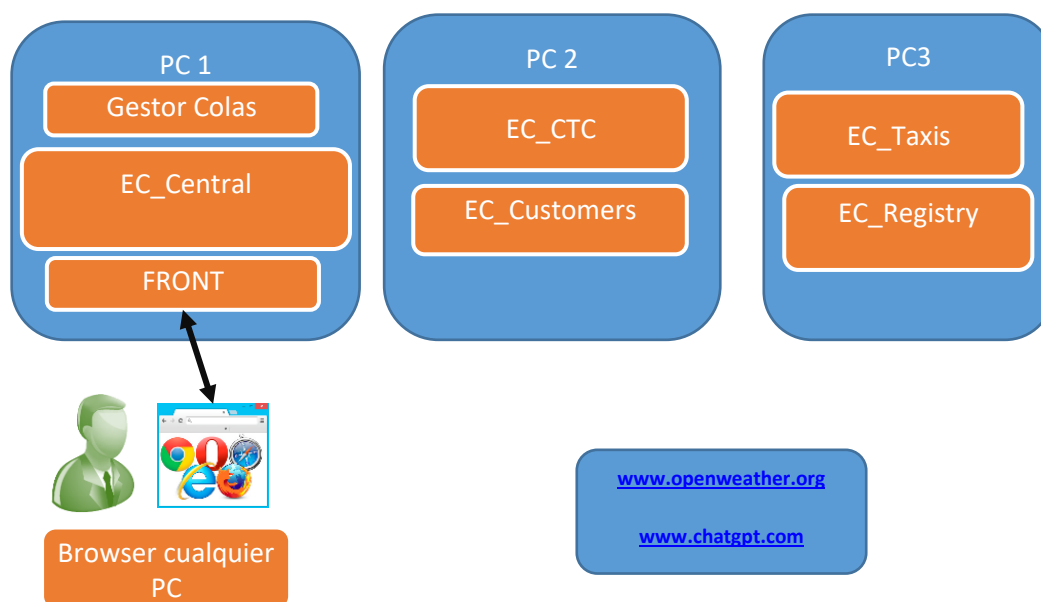 PC 1
Gestor Colas
EC_Central
FRONT
PC 2
EC_CTC
EC_Customers
PC3
EC_Taxis
EC_Registry
Browser cualquier
PC
www.openweather.org
www.chatgpt.com